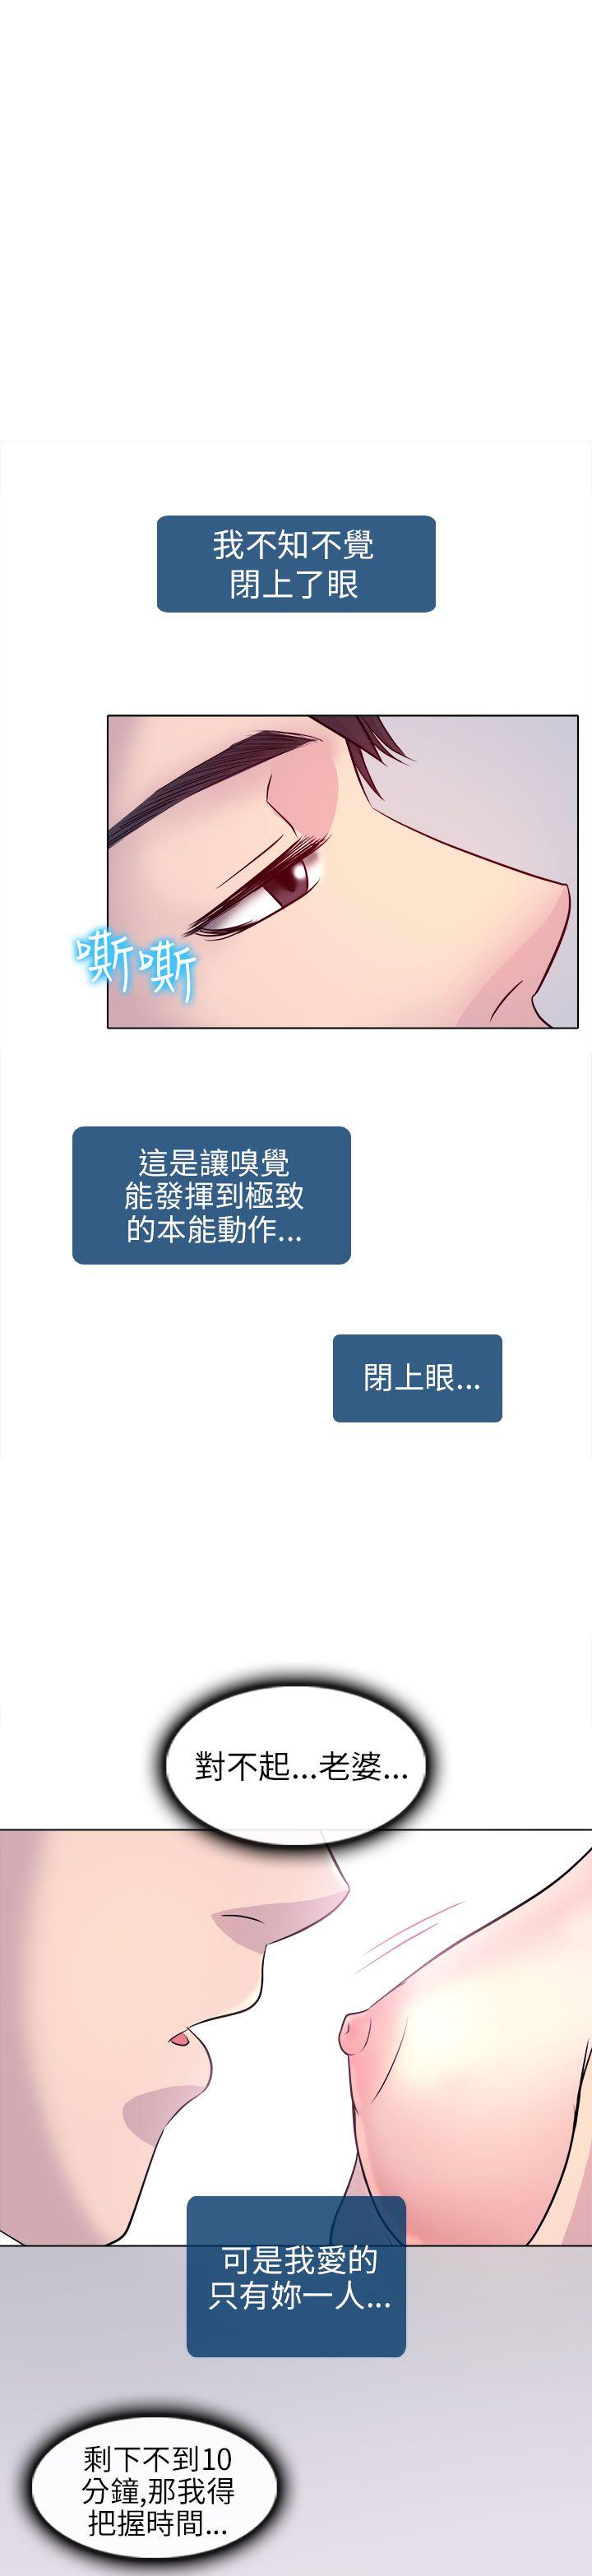 我不知不覺
閉上了眼
嘶嘶
這是讓嗅覺
能發揮到極致
的本能動作...
閉上眼...
對不起...老婆...
可是我愛的
只有妳一人...
剩下不到10
分鐘,那我得
把握時間...